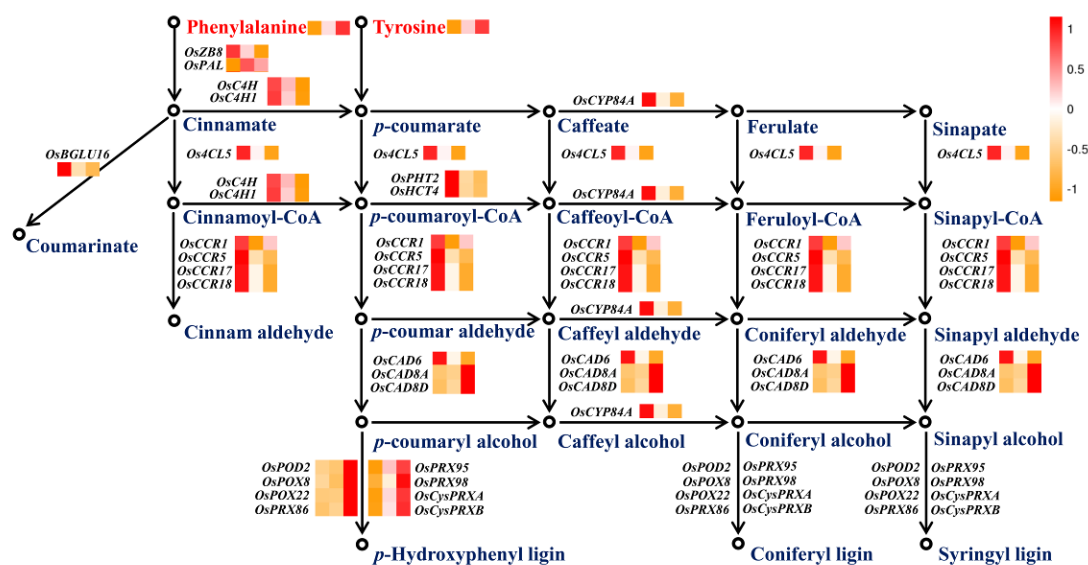 Phenylalanine
Tyrosine
1
0.5
0
-0.5
-1
OsZB8
OsPAL
OsC4H
OsC4H1
OsCYP84A
Cinnamate
p-coumarate
Caffeate
Ferulate
Sinapate
OsBGLU16
Os4CL5
Os4CL5
Os4CL5
Os4CL5
Os4CL5
OsC4H
OsC4H1
OsPHT2
OsHCT4
OsCYP84A
Cinnamoyl-CoA
p-coumaroyl-CoA
Caffeoyl-CoA
Feruloyl-CoA
Sinapyl-CoA
Coumarinate
OsCCR1
OsCCR5
OsCCR17
OsCCR18
OsCCR1
OsCCR5
OsCCR17
OsCCR18
OsCCR1
OsCCR5
OsCCR17
OsCCR18
OsCCR1
OsCCR5
OsCCR17
OsCCR18
OsCCR1
OsCCR5
OsCCR17
OsCCR18
OsCYP84A
Cinnam aldehyde
p-coumar aldehyde
Caffeyl aldehyde
Coniferyl aldehyde
Sinapyl aldehyde
OsCAD6
OsCAD8A
OsCAD8D
OsCAD6
OsCAD8A
OsCAD8D
OsCAD6
OsCAD8A
OsCAD8D
OsCAD6
OsCAD8A
OsCAD8D
OsCYP84A
p-coumaryl alcohol
Caffeyl alcohol
Coniferyl alcohol
Sinapyl alcohol
OsPOD2
OsPOX8
OsPOX22
OsPRX86
OsPRX95
OsPRX98
OsCysPRXA
OsCysPRXB
OsPOD2
OsPOX8
OsPOX22
OsPRX86
OsPRX95
OsPRX98
OsCysPRXA
OsCysPRXB
OsPOD2
OsPOX8
OsPOX22
OsPRX86
OsPRX95
OsPRX98
OsCysPRXA
OsCysPRXB
p-Hydroxyphenyl ligin
Coniferyl ligin
Syringyl ligin